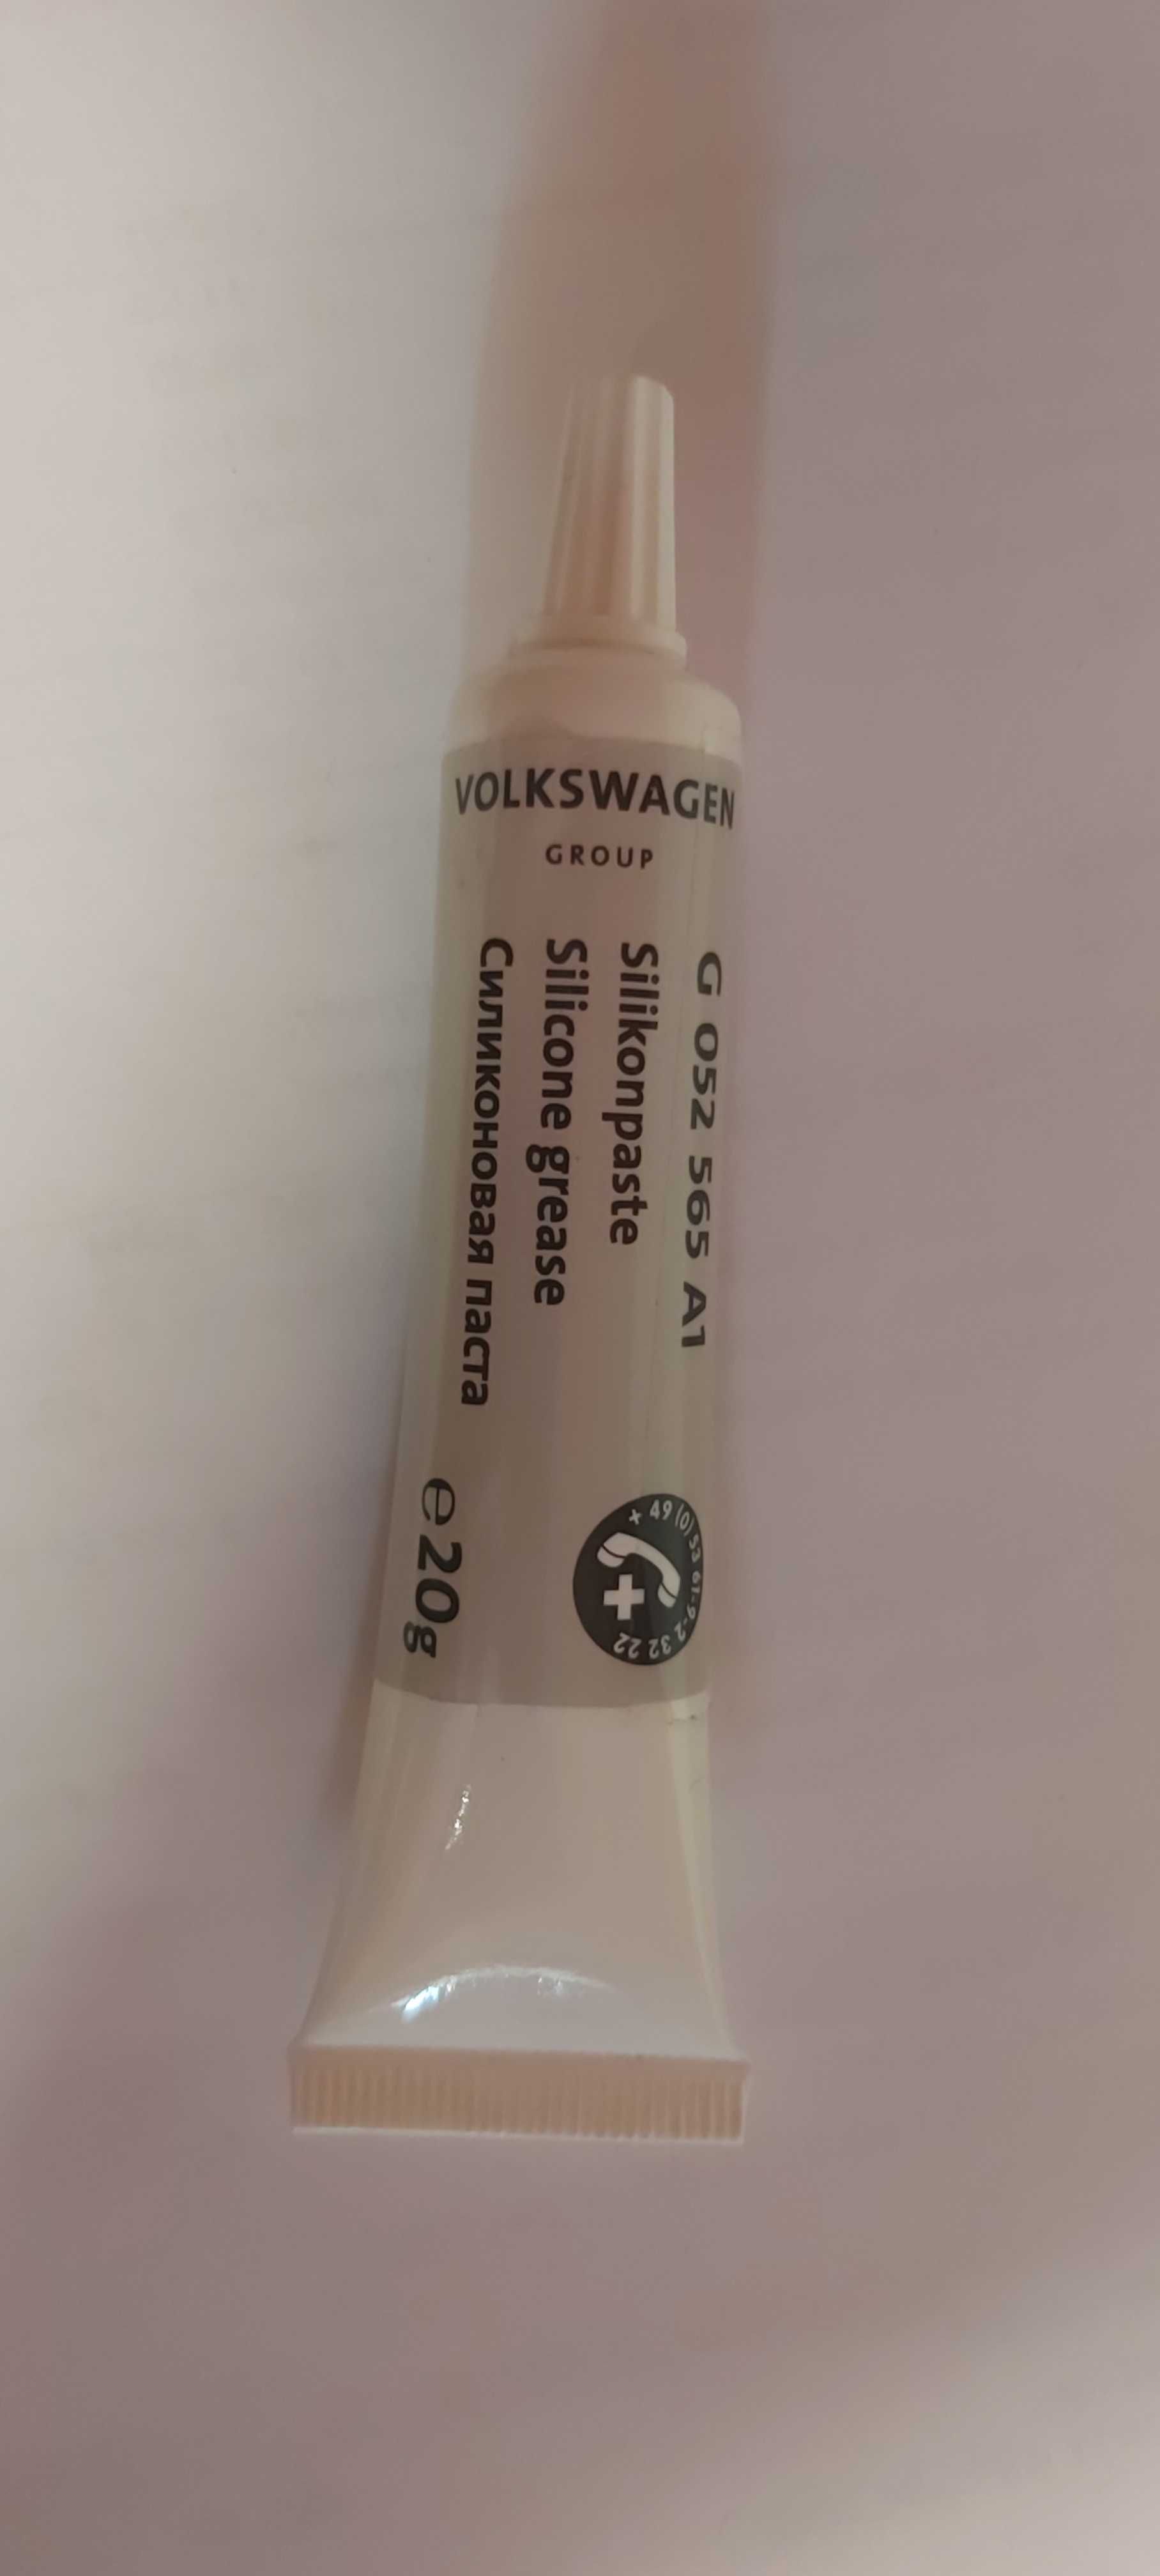 VOLKSWAGEN
GROUP
G 052 565 A1
Silikonpaste
Silicone grease
Силиконовая паста
e 20g
+ 49 (0) 53 61-9-2 32 22